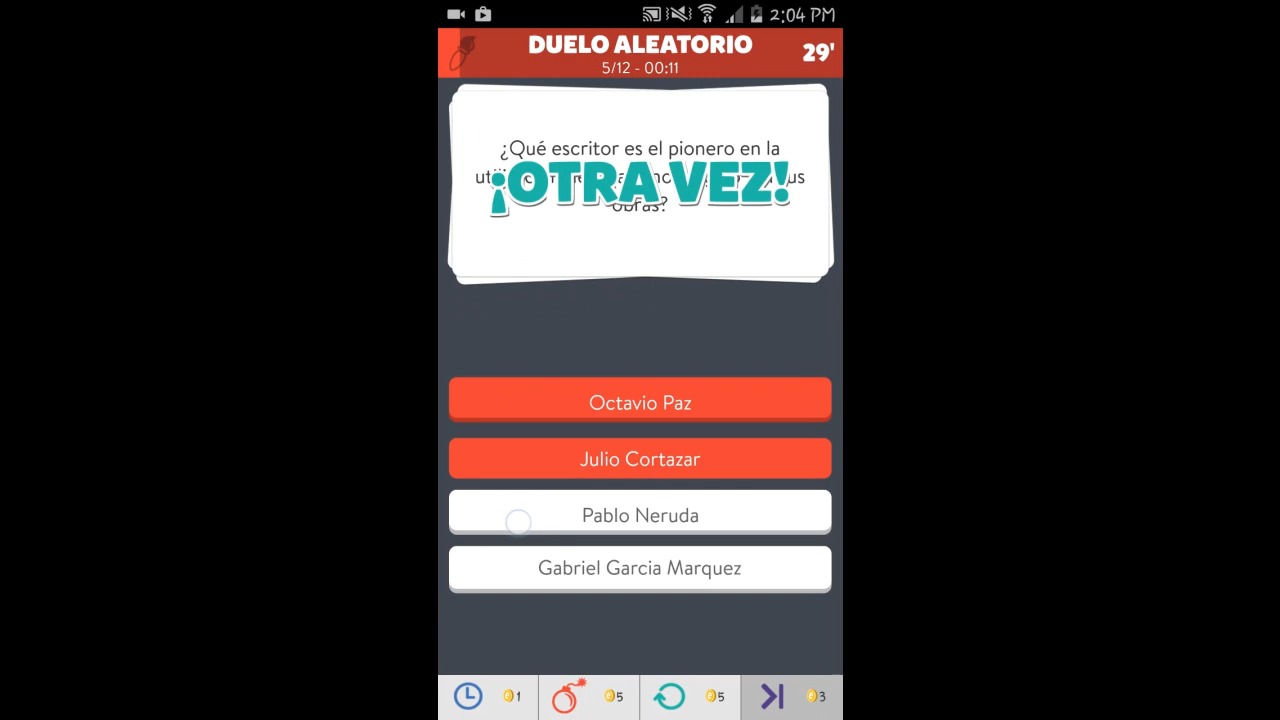 2:04 PM
DUELO ALEATORIO
29'
5/12 - 00:11
¿Qué escritor es el pionero en la
¡OTRA VEZ!
obras?
Octavio Paz
Julio Cortazar
Pablo Neruda
Gabriel Garcia Marquez
1
5
5
3